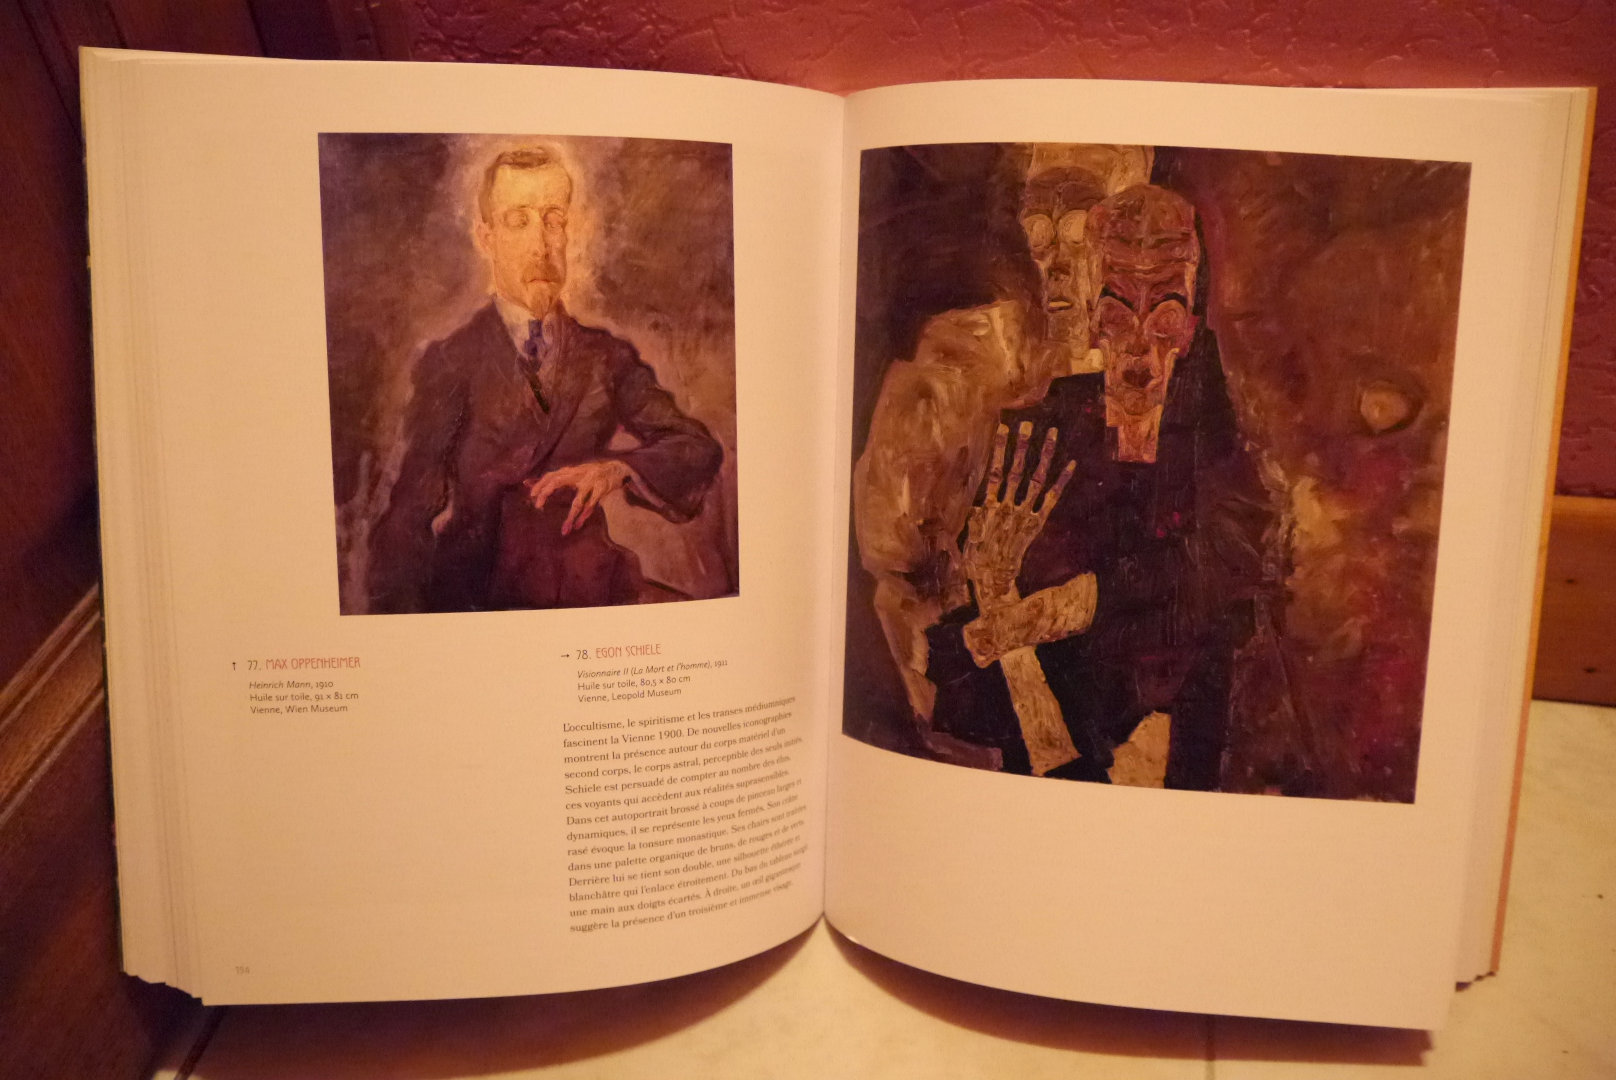 ↑ 77. MAX OPPENHEIMER
Heinrich Mann, 1910
Huile sur toile, 91 x 81 cm
Vienne, Wien Museum
→ 78. EGON SCHIELE
Visionnaire II (La Mort et l'homme), 1911
Huile sur toile, 80,5 x 80 cm
Vienne, Leopold Museum
L'occultisme, le spiritisme et les transes médiumniques
fascinent la Vienne 1900. De nouvelles iconographies
montrent la présence autour du corps matériel d'un
second corps, le corps astral, perceptible des seuls initiés.
Schiele est persuadé de compter au nombre des élus,
ces voyants qui accèdent aux réalités suprasensibles.
Dans cet autoportrait brossé à coups de pinceau larges et
dynamiques, il se représente les yeux fermés. Son crâne
rasé évoque la tonsure monastique. Ses chairs sont traitées
dans une palette organique de bruns, de rouges et de verts.
Derrière lui se tient son double, une silhouette éthérée et
blanchâtre qui l'enlace étroitement. Du bas du tableau surgit
une main aux doigts écartés. À droite, un œil gigantesque
suggère la présence d'un troisième et immense visage.
194